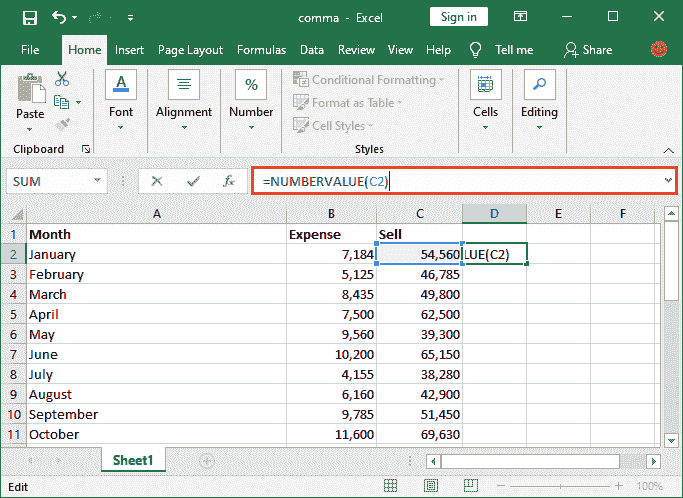 comma - Excel
Sign in
File Home Insert Page Layout Formulas Data Review View Help Tell me Share
Paste
Clipboard
Font
Alignment
%
Number
Conditional Formatting
Format as Table
Cell Styles
Styles
Cells
Editing
SUM
fx
=NUMBERVALUE(C2)
A B C D E F
1 Month Expense Sell
2 January 7,184 54,560 LUE(C2)
3 February 5,125 46,785
4 March 8,435 49,800
5 April 7,500 62,500
6 May 9,560 39,300
7 June 10,200 65,150
8 July 4,155 38,280
9 August 6,160 42,900
10 September 9,785 51,450
11 October 11,600 69,630
Sheet1
Edit
100%